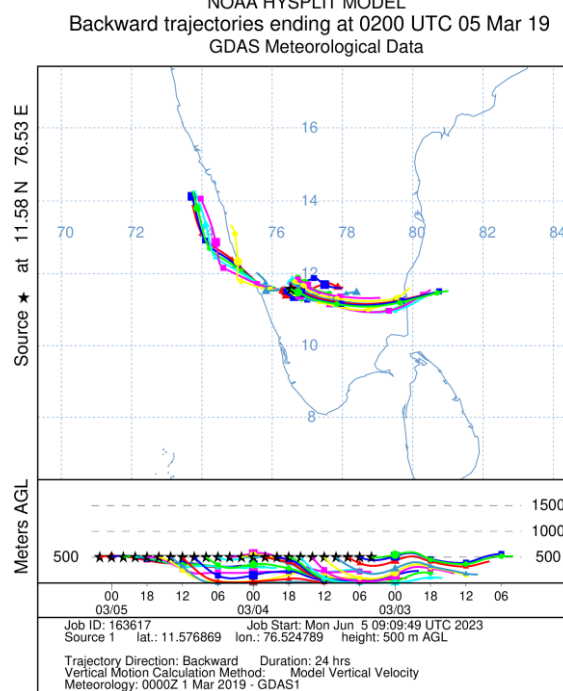 NOAA HYSPLIT MODEL
Backward trajectories ending at 0200 UTC 05 Mar 19
GDAS Meteorological Data
Source ★ at 11.58 N 76.53 E
16
14
70 72 74 76 78 80 82 84
12
10
8
Meters AGL
1500
1000
500 500
00 18 12 06 00 18 12 06 00 18 12 06
03/05 03/04 03/03
Job ID: 163617 Job Start: Mon Jun 5 09:09:49 UTC 2023
Source 1 lat.: 11.576869 lon.: 76.524789 height: 500 m AGL
Trajectory Direction: Backward Duration: 24 hrs
Vertical Motion Calculation Method: Model Vertical Velocity
Meteorology: 0000Z 1 Mar 2019 - GDAS1